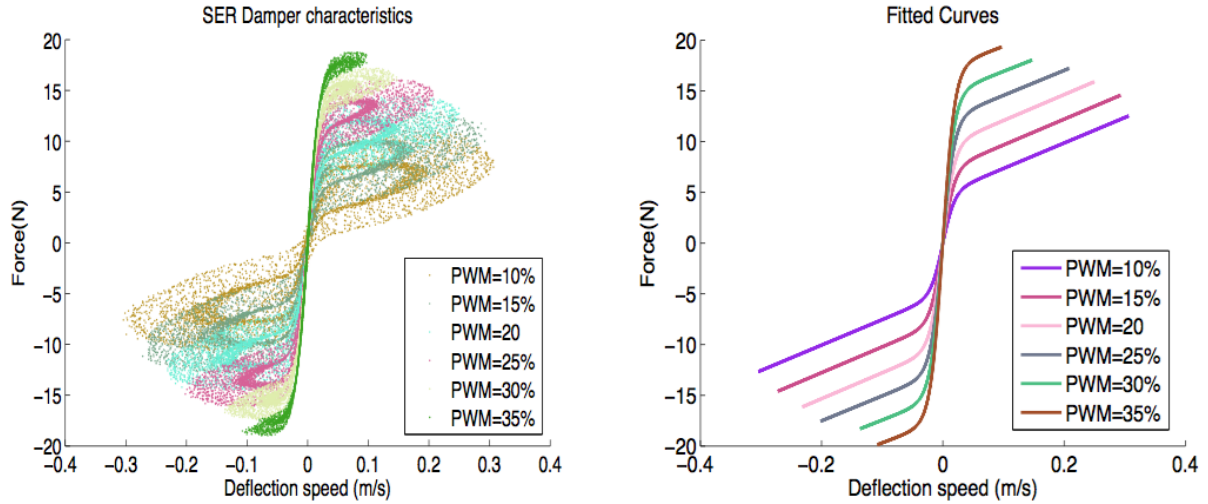 SER Damper characteristics
20
15
10
5
0
−5
−10
−15
−20
Force(N)
−0.4
−0.3
−0.2
−0.1
0
0.1
0.2
0.3
0.4
Deflection speed (m/s)
PWM=10%
PWM=15%
PWM=20
PWM=25%
PWM=30%
PWM=35%
Fitted Curves
20
15
10
5
0
−5
−10
−15
−20
Force(N)
−0.4
−0.2
0
0.2
0.4
Deflection speed (m/s)
PWM=10%
PWM=15%
PWM=20
PWM=25%
PWM=30%
PWM=35%